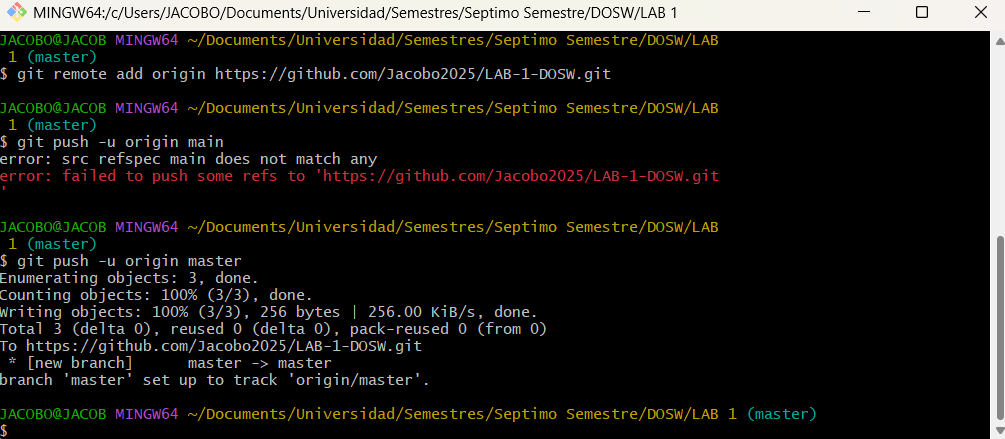 MINGW64:/c/Users/JACOBO/Documents/Universidad/Semestres/Septimo Semestre/DOSW/LAB 1
JACOBO@JACOB MINGW64 ~/Documents/Universidad/Semestres/Septimo Semestre/DOSW/LAB
 1 (master)
$ git remote add origin https://github.com/Jacobo2025/LAB-1-DOSW.git
JACOBO@JACOB MINGW64 ~/Documents/Universidad/Semestres/Septimo Semestre/DOSW/LAB
 1 (master)
$ git push -u origin main
error: src refspec main does not match any
error: failed to push some refs to 'https://github.com/Jacobo2025/LAB-1-DOSW.git
'
JACOBO@JACOB MINGW64 ~/Documents/Universidad/Semestres/Septimo Semestre/DOSW/LAB
 1 (master)
$ git push -u origin master
Enumerating objects: 3, done.
Counting objects: 100% (3/3), done.
Writing objects: 100% (3/3), 256 bytes | 256.00 KiB/s, done.
Total 3 (delta 0), reused 0 (delta 0), pack-reused 0 (from 0)
To https://github.com/Jacobo2025/LAB-1-DOSW.git
 * [new branch]      master -> master
branch 'master' set up to track 'origin/master'.
JACOBO@JACOB MINGW64 ~/Documents/Universidad/Semestres/Septimo Semestre/DOSW/LAB 1 (master)
$